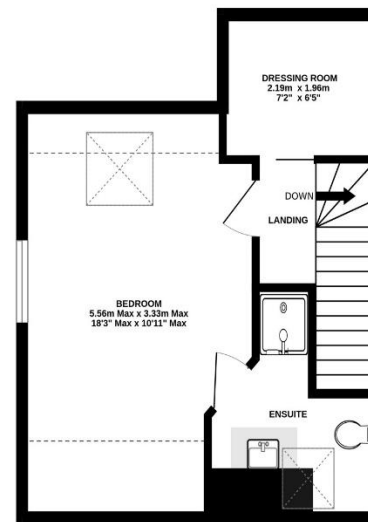 DRESSING ROOM
2.19m x 1.96m
7'2" x 6'5"
DOWN
LANDING
BEDROOM
5.56m Max x 3.33m Max
18'3" Max x 10'11" Max
ENSUITE